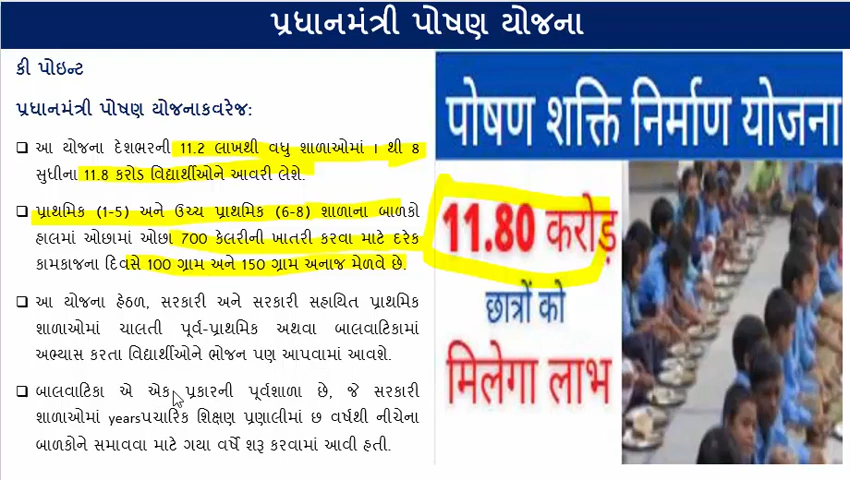 પ્રધાનમંત્રી પોષણ યોજના
કી પોઇન્ટ
પ્રધાનમંત્રી પોષણ યોજનાકવરેજ:
આ યોજના દેશભરની 11.2 લાખથી વધુ શાળાઓમાં I થી 8
સુધીના 11.8 કરોડ વિદ્યાર્થીઓને આવરી લેશે.
પ્રાથમિક (1-5) અને ઉચ્ચ પ્રાથમિક (6-8) શાળાના બાળકો
હાલમાં ઓછામાં ઓછા 700 કેલરીની ખાતરી કરવા માટે દરેક
કામકાજના દિવસે 100 ગ્રામ અને 150 ગ્રામ અનાજ મેળવે છે.
આ યોજના હેઠળ, સરકારી અને સરકારી સહાયિત પ્રાથમિક
શાળાઓમાં ચાલતી પૂર્વ-પ્રાથમિક અથવા બાલવાટિકામાં
અભ્યાસ કરતા વિદ્યાર્થીઓને ભોજન પણ આપવામાં આવશે.
બાલવાટિકા એ એક પ્રકારની પૂર્વશાળા છે, જે સરકારી
શાળાઓમાં yearsપચારિક શિક્ષણ પ્રણાલીમાં છ વર્ષથી નીચેના
બાળકોને સમાવવા માટે ગયા વર્ષે શરૂ કરવામાં આવી હતી.
पोषण शक्ति निर्माण योजना
11.80 करोड़
छात्रों को
मिलेगा लाभ